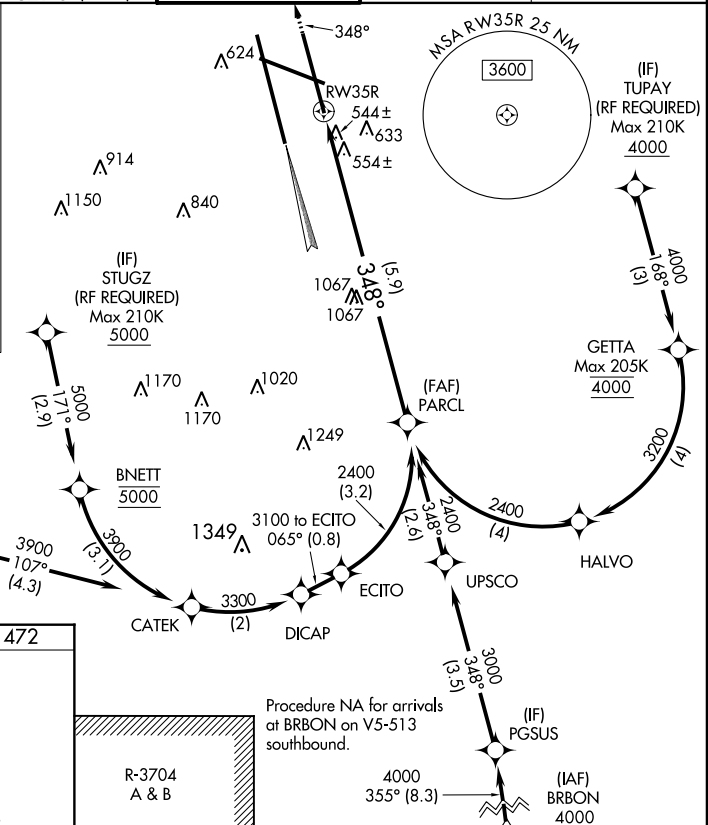 348°
624
RW35R
544±
633
554±
MSA RW35R 25 NM
3600
(IF)
TUPAY
(RF REQUIRED)
Max 210K
4000
914
1150
840
4000
168°
(3)
(IF)
STUGZ
(RF REQUIRED)
Max 210K
5000
348°
(5.9)
1067
1067
GETTA
Max 205K
4000
5000
171°
(2.9)
1170
1170
1020
(FAF)
PARCL
1249
3200
(4)
BNETT
5000
2400
(3.2)
2400
348°
(2.6)
2400
(4)
3900
(3.1)
1349
3100 to ECITO
065° (0.8)
HALVO
3900
107°
(4.3)
ECITO
UPSCO
CATEK
3300
(2)
DICAP
472
3000
348°
(3.5)
Procedure NA for arrivals
at BRBON on V5-513
southbound.
(IF)
PGSUS
R-3704
A & B
4000
355° (8.3)
(IAF)
BRBON
4000